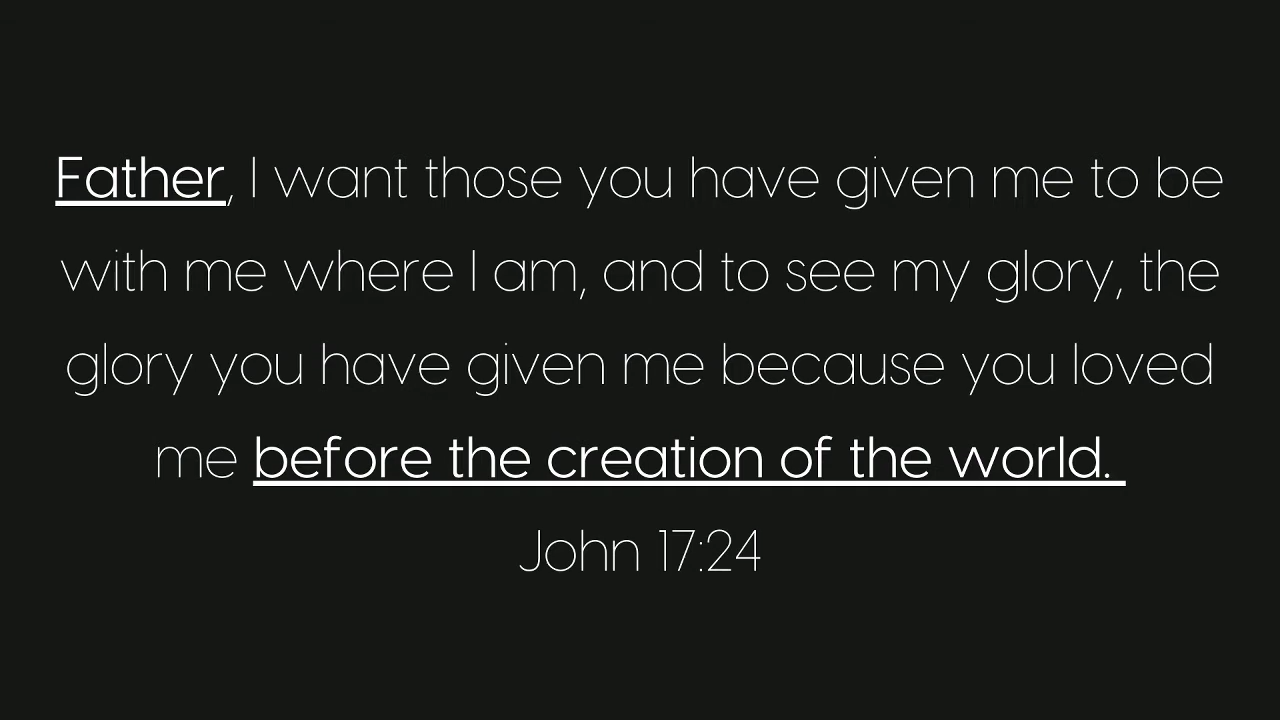 Father, I want those you have given me to be
with me where I am, and to see my glory, the
glory you have given me because you loved
me before the creation of the world.
John 17:24